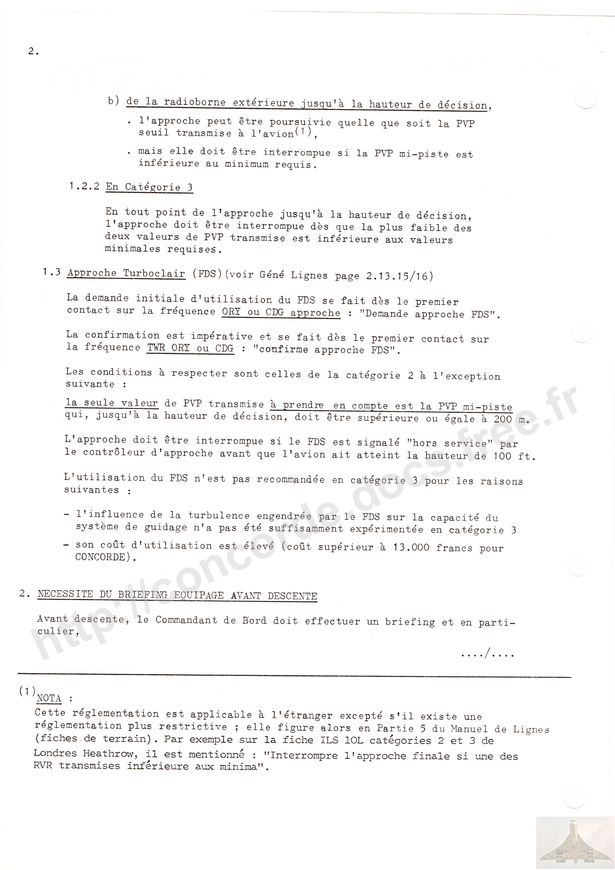 2.
b) de la radioborne extérieure jusqu'à la hauteur de décision,
. l'approche peut être poursuivie quelle que soit la PVP
seuil transmise à l'avion(1),
. mais elle doit être interrompue si la PVP mi-piste est
inférieure au minimum requis.
1.2.2 En Catégorie 3
En tout point de l'approche jusqu'à la hauteur de décision,
l'approche doit être interrompue dès que la plus faible des
deux valeurs de PVP transmise est inférieure aux valeurs
minimales requises.
1.3 Approche Turboclair (FDS)(voir Géné Lignes page 2.13.15/16)
La demande initiale d'utilisation du FDS se fait dès le premier
contact sur la fréquence ORY ou CDG approche : "Demande approche FDS".
La confirmation est impérative et se fait dès le premier contact sur
la fréquence TWR ORY ou CDG : "confirme approche FDS".
Les conditions à respecter sont celles de la catégorie 2 à l'exception
suivante :
la seule valeur de PVP transmise à prendre en compte est la PVP mi-piste
qui, jusqu'à la hauteur de décision, doit être supérieure ou égale à 200 m.
L'approche doit être interrompue si le FDS est signalé "hors service" par
le contrôleur d'approche avant que l'avion ait atteint la hauteur de 100 ft.
L'utilisation du FDS n'est pas recommandée en catégorie 3 pour les raisons
suivantes :
- l'influence de la turbulence engendrée par le FDS sur la capacité du
système de guidage n'a pas été suffisamment expérimentée en catégorie 3
- son coût d'utilisation est élevé (coût supérieur à 13.000 francs pour
CONCORDE).
2. NECESSITE DU BRIEFING EQUIPAGE AVANT DESCENTE
Avant descente, le Commandant de Bord doit effectuer un briefing et en parti-
culier,
..../....
(1)
NOTA :
Cette réglementation est applicable à l'étranger excepté s'il existe une
réglementation plus restrictive ; elle figure alors en Partie 5 du Manuel de Lignes
(fiches de terrain). Par exemple sur la fiche ILS 10L catégories 2 et 3 de
Londres Heathrow, il est mentionné : "Interrompre l'approche finale si une des
RVR transmises inférieure aux minima".
http://concorde.docs.free.fr